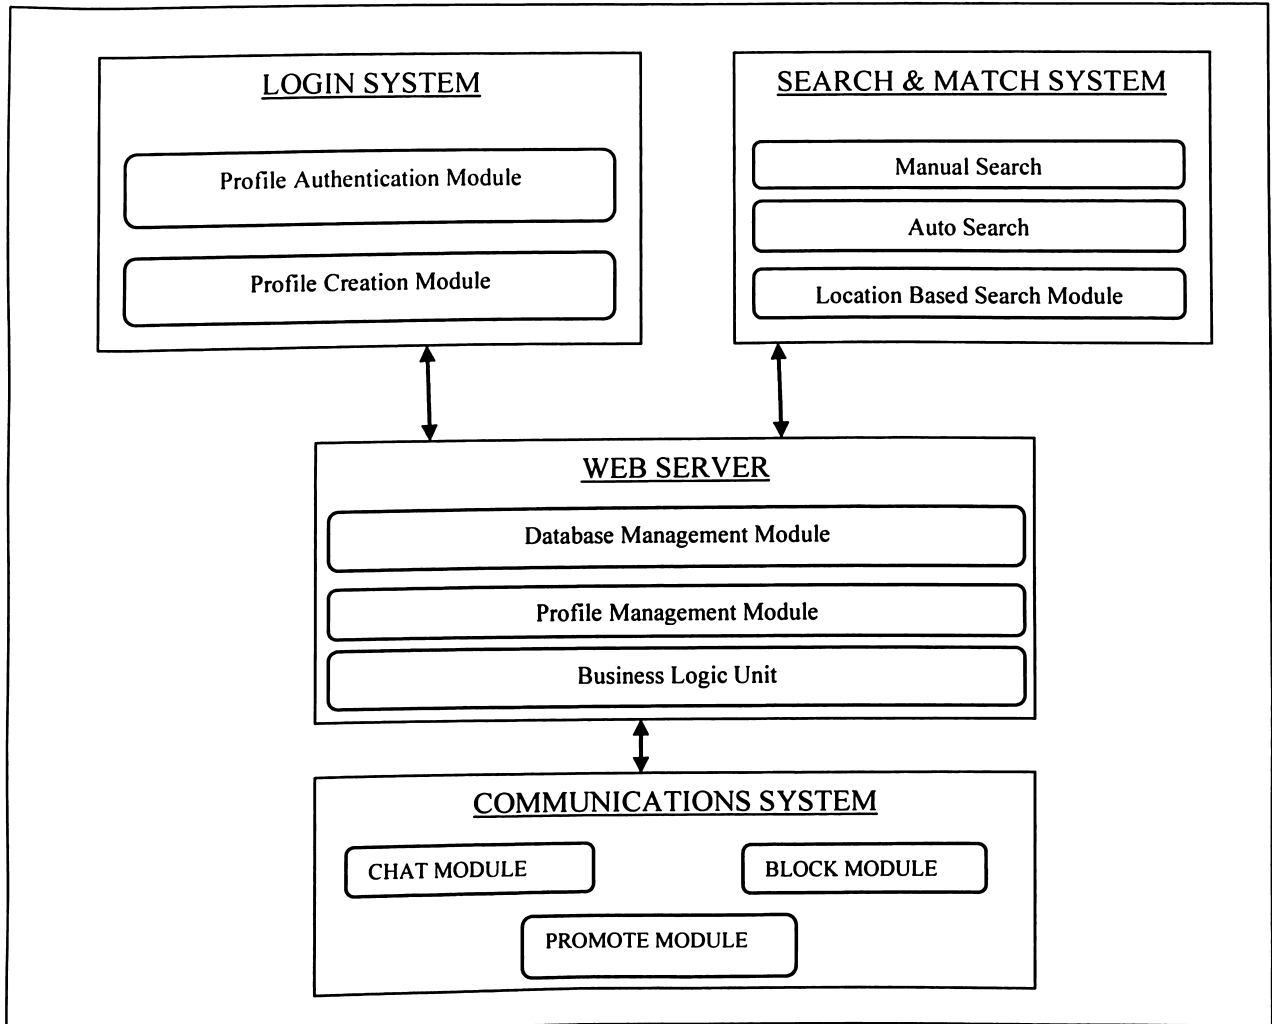 LOGIN SYSTEM
Profile Authentication Module
Profile Creation Module
SEARCH & MATCH SYSTEM
Manual Search
Auto Search
Location Based Search Module
WEB SERVER
Database Management Module
Profile Management Module
Business Logic Unit
COMMUNICATIONS SYSTEM
CHAT MODULE
BLOCK MODULE
PROMOTE MODULE